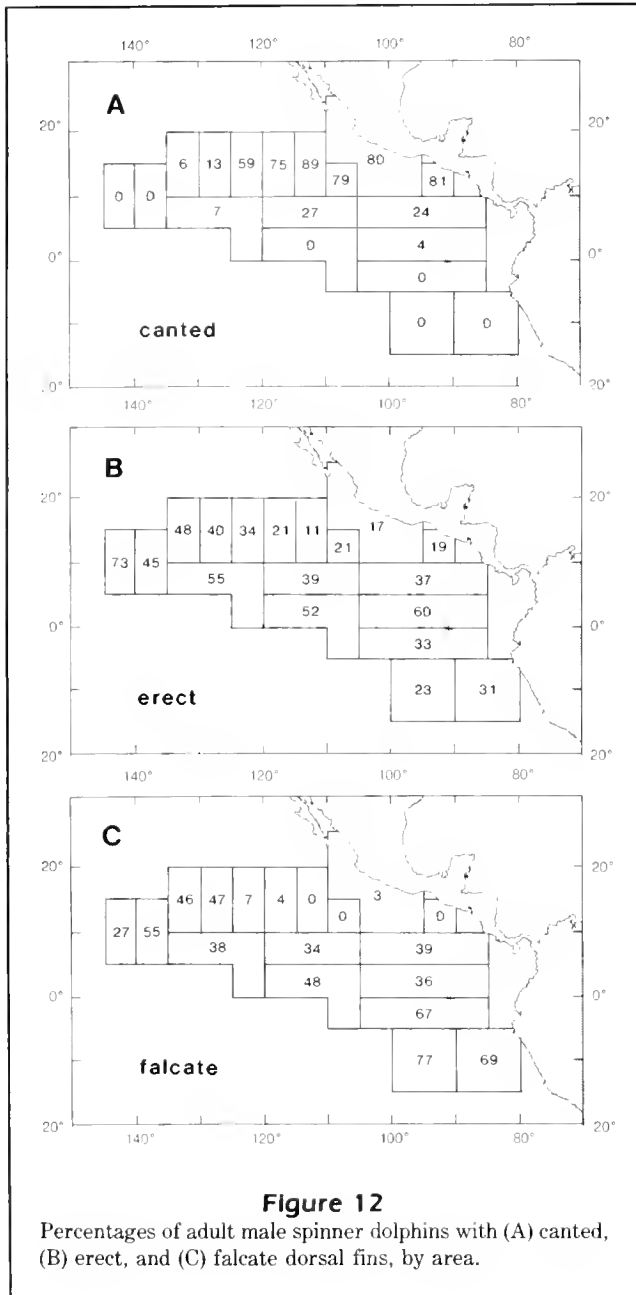 140° 120° 100° 80°
A
20° 20°
6 13 59 75 89 80
0 0 79 81
7 27 24
0 4
0° 0° 0
canted
0 0
20°
140° 120° 100° 80°
B
20° 20°
48 40 34 21 11 17
73 45 21 19
55 39 37
52 60
0° 0°
33
erect
23 31
20° 20°
140° 120° 100° 80°
C
20° 20°
46 47 7 4 0 3
27 55 0 0
38 34 39
48 36
0° 0°
67
falcate
77 69
20° 20°
140° 120° 100° 80°
Figure 12
Percentages of adult male spinner dolphins with (A) canted,
(B) erect, and (C) falcate dorsal fins, by area.